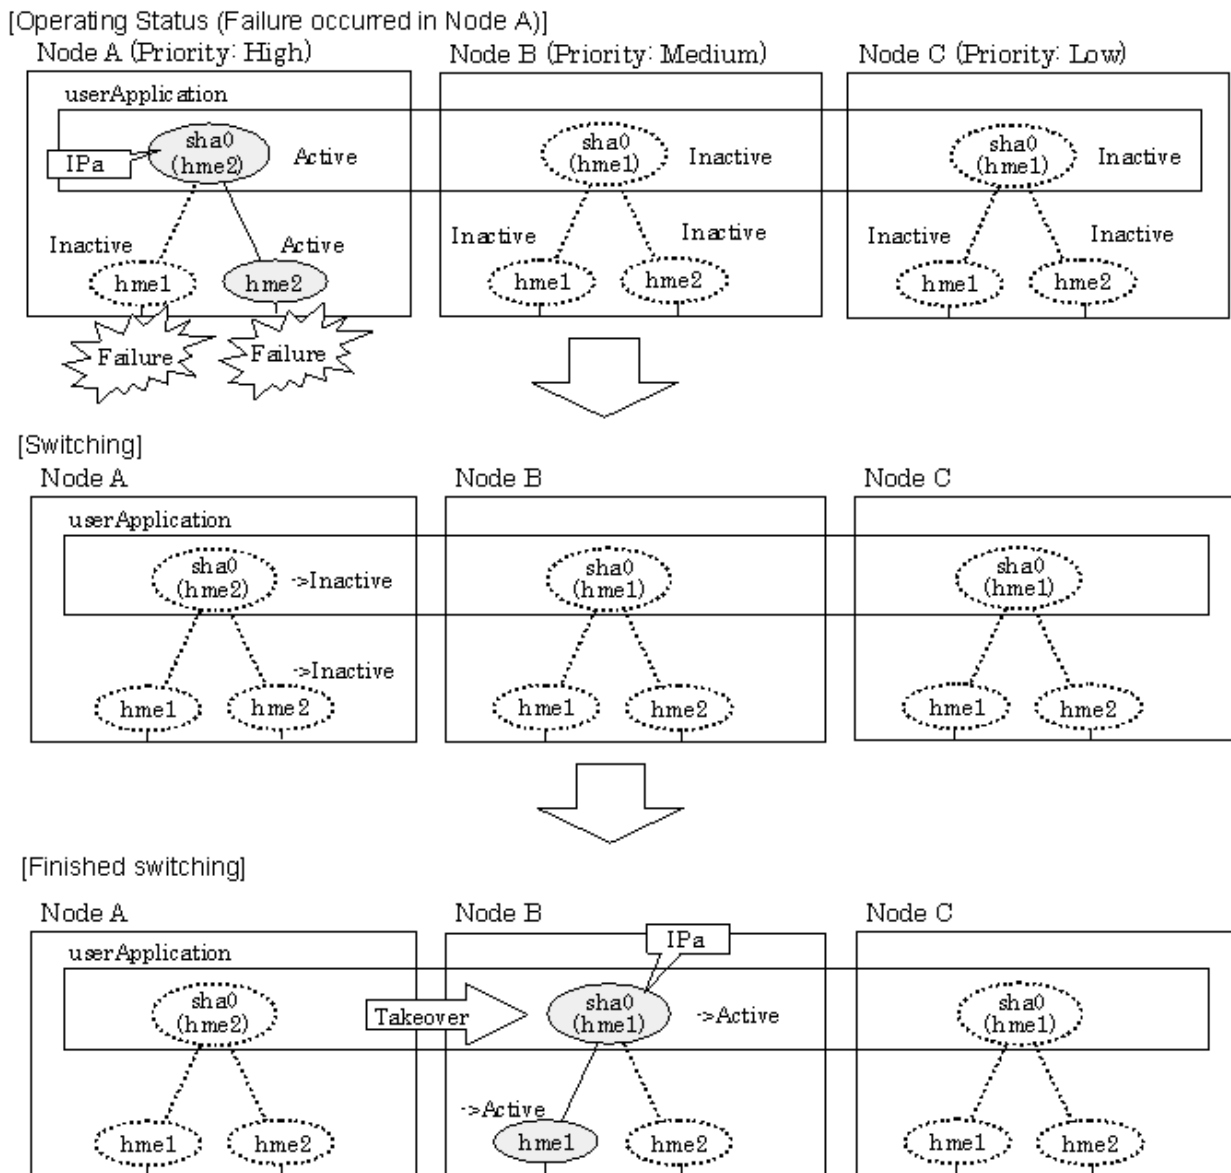 [Operating Status (Failure occurred in Node A)]
Node A (Priority: High)
Node B (Priority: Medium)
Node C (Priority: Low)
userApplication
sha0
(hme2)
Active
IPa
sha0
(hme1)
Inactive
sha0
(hme1)
Inactive
Inactive
Active
hme1
hme2
Failure
Failure
Inactive
Inactive
hme1
hme2
Inactive
Inactive
hme1
hme2
[Switching]
Node A
Node B
Node C
userApplication
sha0
(hme2)
->Inactive
sha0
(hme1)
sha0
(hme1)
->Inactive
hme1
hme2
hme1
hme2
hme1
hme2
[Finished switching]
Node A
Node B
Node C
IPa
userApplication
sha0
(hme2)
Takeover
sha0
(hme1)
->Active
sha0
(hme1)
->Active
hme1
hme2
hme1
hme2
hme1
hme2